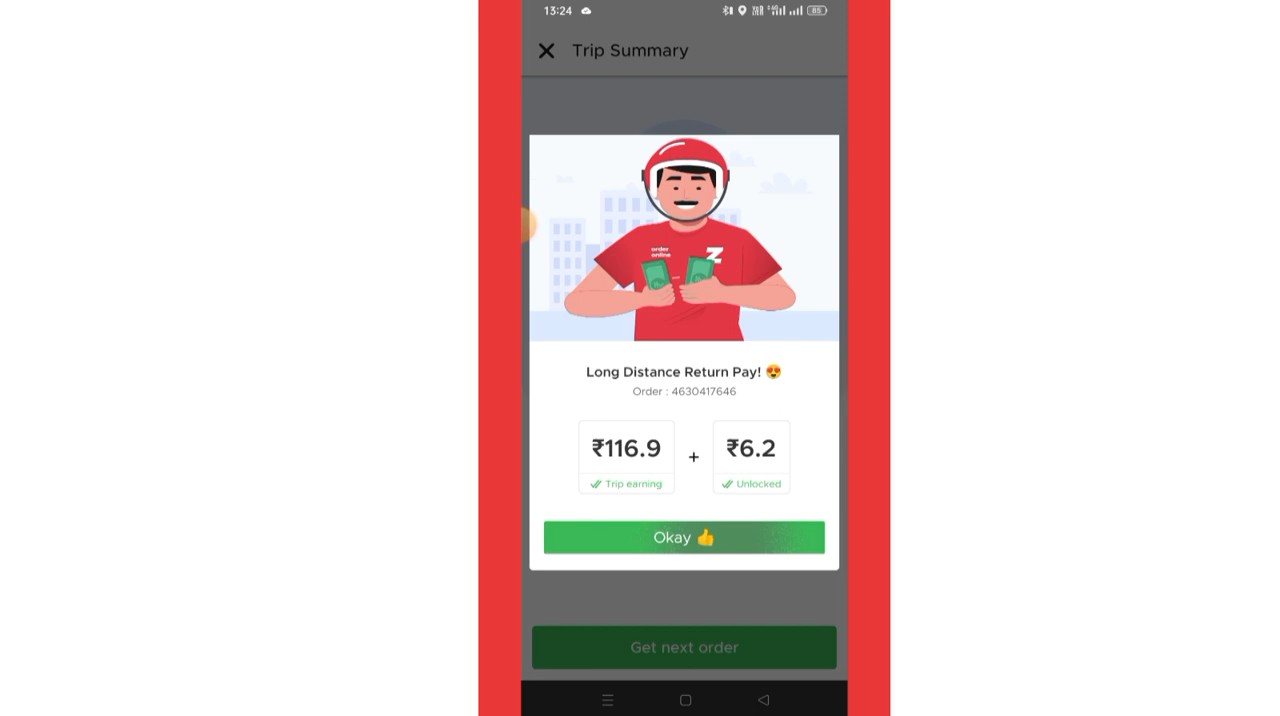 13:24
85
Trip Summary
order
online
Z
Long Distance Return Pay! 😍
Order : 4630417646
₹116.9 + ₹6.2
Trip earning Unlocked
Okay 👍
Get next order